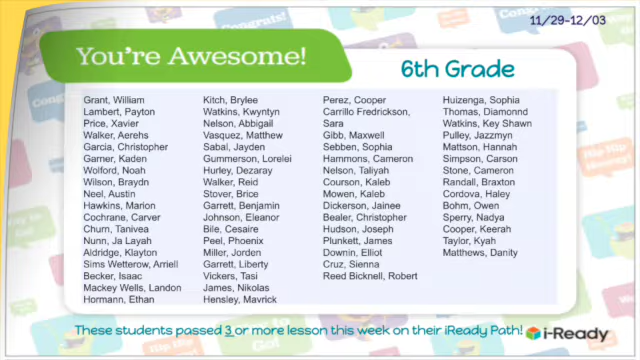 11/29-12/03
You're Awesome!
6th Grade
Grant, William
Lambert, Payton
Price, Xavier
Walker, Aerehs
Garcia, Christopher
Garner, Kaden
Wolford, Noah
Wilson, Braydn
Neel, Austin
Hawkins, Marion
Cochrane, Carver
Churn, Tanivea
Nunn, Ja Layah
Aldridge, Klayton
Sims Wetterow, Arriell
Becker, Isaac
Mackey Wells, Landon
Hormann, Ethan
Kitch, Brylee
Watkins, Kwyntyn
Nelson, Abbigail
Vasquez, Matthew
Sabal, Jayden
Gummerson, Lorelei
Hurley, Dezaray
Walker, Reid
Stover, Brice
Garrett, Benjamin
Johnson, Eleanor
Bile, Cesaire
Peel, Phoenix
Miller, Jorden
Garrett, Liberty
Vickers, Tasi
James, Nikolas
Hensley, Mavrick
Perez, Cooper
Carrillo Fredrickson,
Sara
Gibb, Maxwell
Sebben, Sophia
Hammons, Cameron
Nelson, Taliyah
Courson, Kaleb
Mowen, Kaleb
Dickerson, Jainee
Bealer, Christopher
Hudson, Joseph
Plunkett, James
Downin, Elliot
Cruz, Sienna
Reed Bicknell, Robert
Huizenga, Sophia
Thomas, Diamonnd
Watkins, Key Shawn
Pulley, Jazzmyn
Mattson, Hannah
Simpson, Carson
Stone, Cameron
Randall, Braxton
Cordova, Haley
Bohm, Owen
Sperry, Nadya
Cooper, Keerah
Taylor, Kyah
Matthews, Danity
These students passed 3 or more lesson this week on their iReady Path!
i-Ready